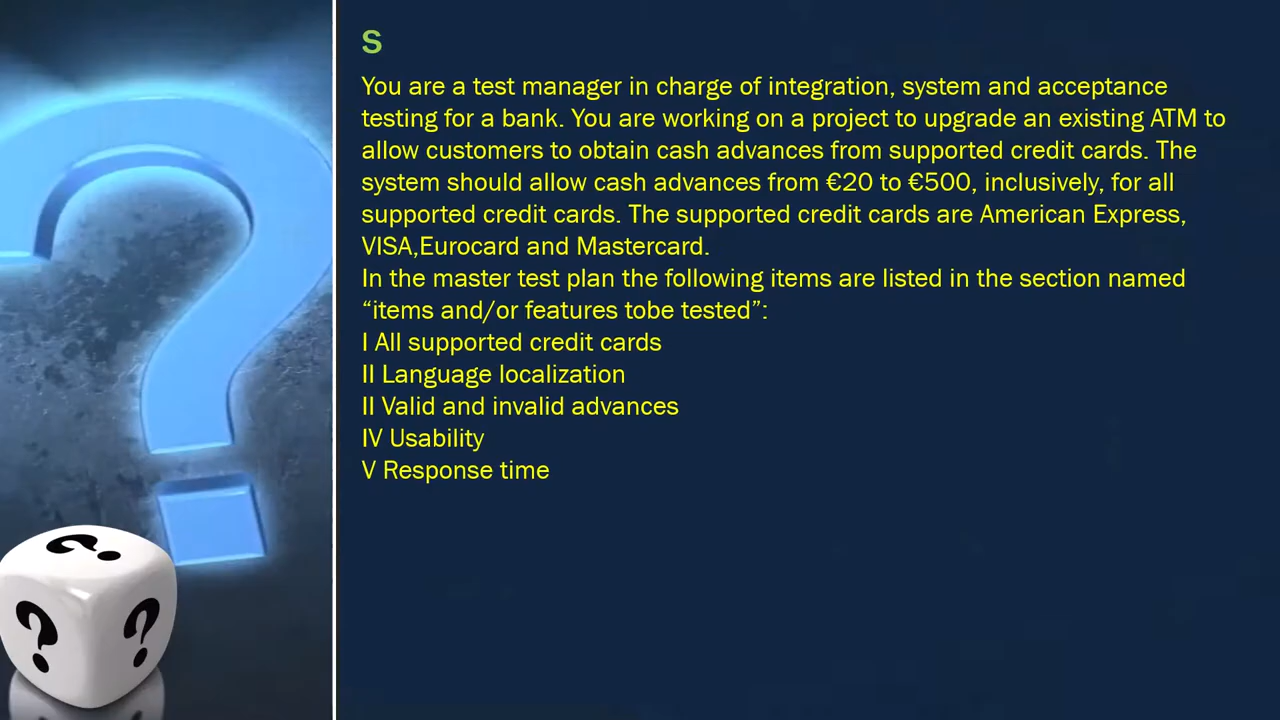 S
You are a test manager in charge of integration, system and acceptance
testing for a bank. You are working on a project to upgrade an existing ATM to
allow customers to obtain cash advances from supported credit cards. The
system should allow cash advances from €20 to €500, inclusively, for all
supported credit cards. The supported credit cards are American Express,
VISA,Eurocard and Mastercard.
In the master test plan the following items are listed in the section named
“items and/or features tobe tested”:
I All supported credit cards
II Language localization
II Valid and invalid advances
IV Usability
V Response time